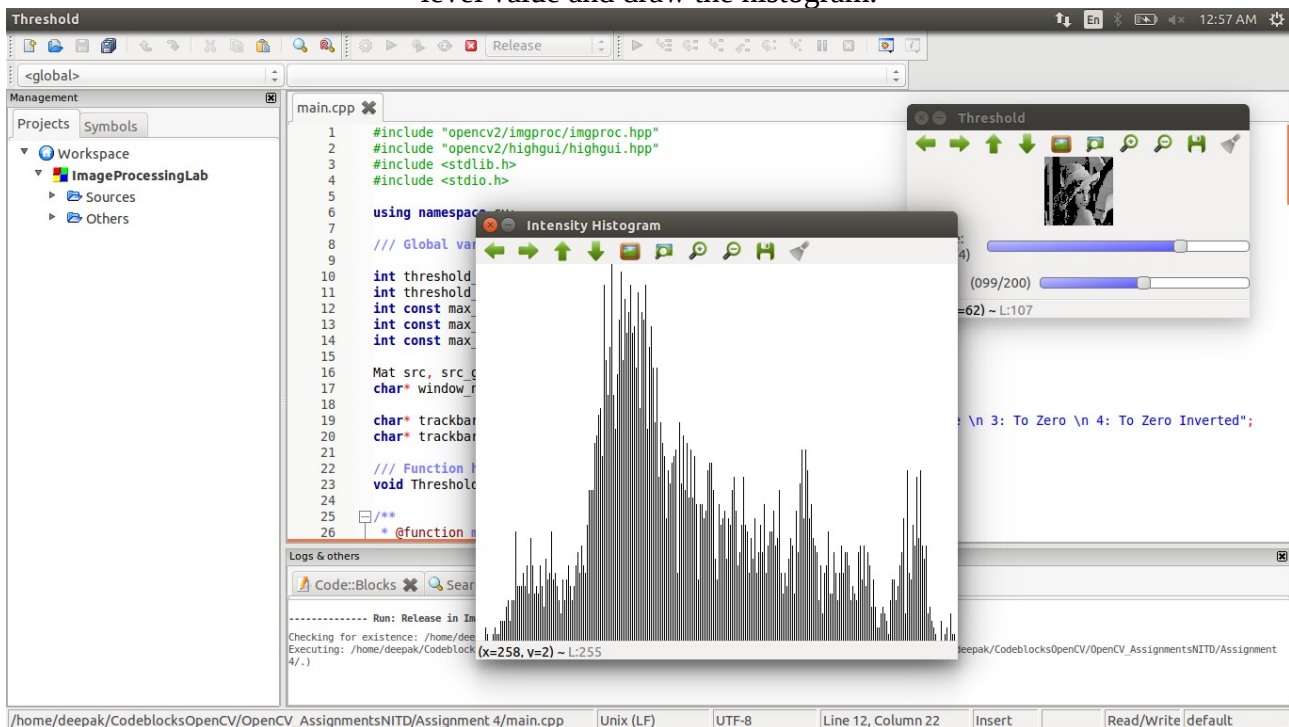 level value and draw the histogram.
Threshold
En
12:57 AM
Release
<global>
Management
Projects
Symbols
Workspace
ImageProcessingLab
Sources
Others
main.cpp
1 #include "opencv2/imgproc/imgproc.hpp"
2 #include "opencv2/highgui/highgui.hpp"
3 #include <stdlib.h>
4 #include <stdio.h>
5
6 using namespace cv;
7
8 /// Global var
9
10 int threshold_
11 int threshold_
12 int const max_
13 int const max_
14 int const max_
15
16 Mat src, src_g
17 char* window_n
18
19 char* trackbar \n 3: To Zero \n 4: To Zero Inverted";
20 char* trackbar
21
22 /// Function h
23 void Threshold
24
25 /**
26 * @function m
Threshold
4)
(099/200)
=62) ~ L:107
Intensity Histogram
(x=258, y=2) ~ L:255
Logs & others
Code::Blocks
Sear
-------------- Run: Release in Im
Checking for existence: /home/dee
Executing: /home/deepak/Codeblock eepak/CodeblocksOpenCV/OpenCV_AssignmentsNITD/Assignment
4/.)
/home/deepak/CodeblocksOpenCV/OpenCV_AssignmentsNITD/Assignment 4/main.cpp
Unix (LF)
UTF-8
Line 12, Column 22
Insert
Read/Write
default